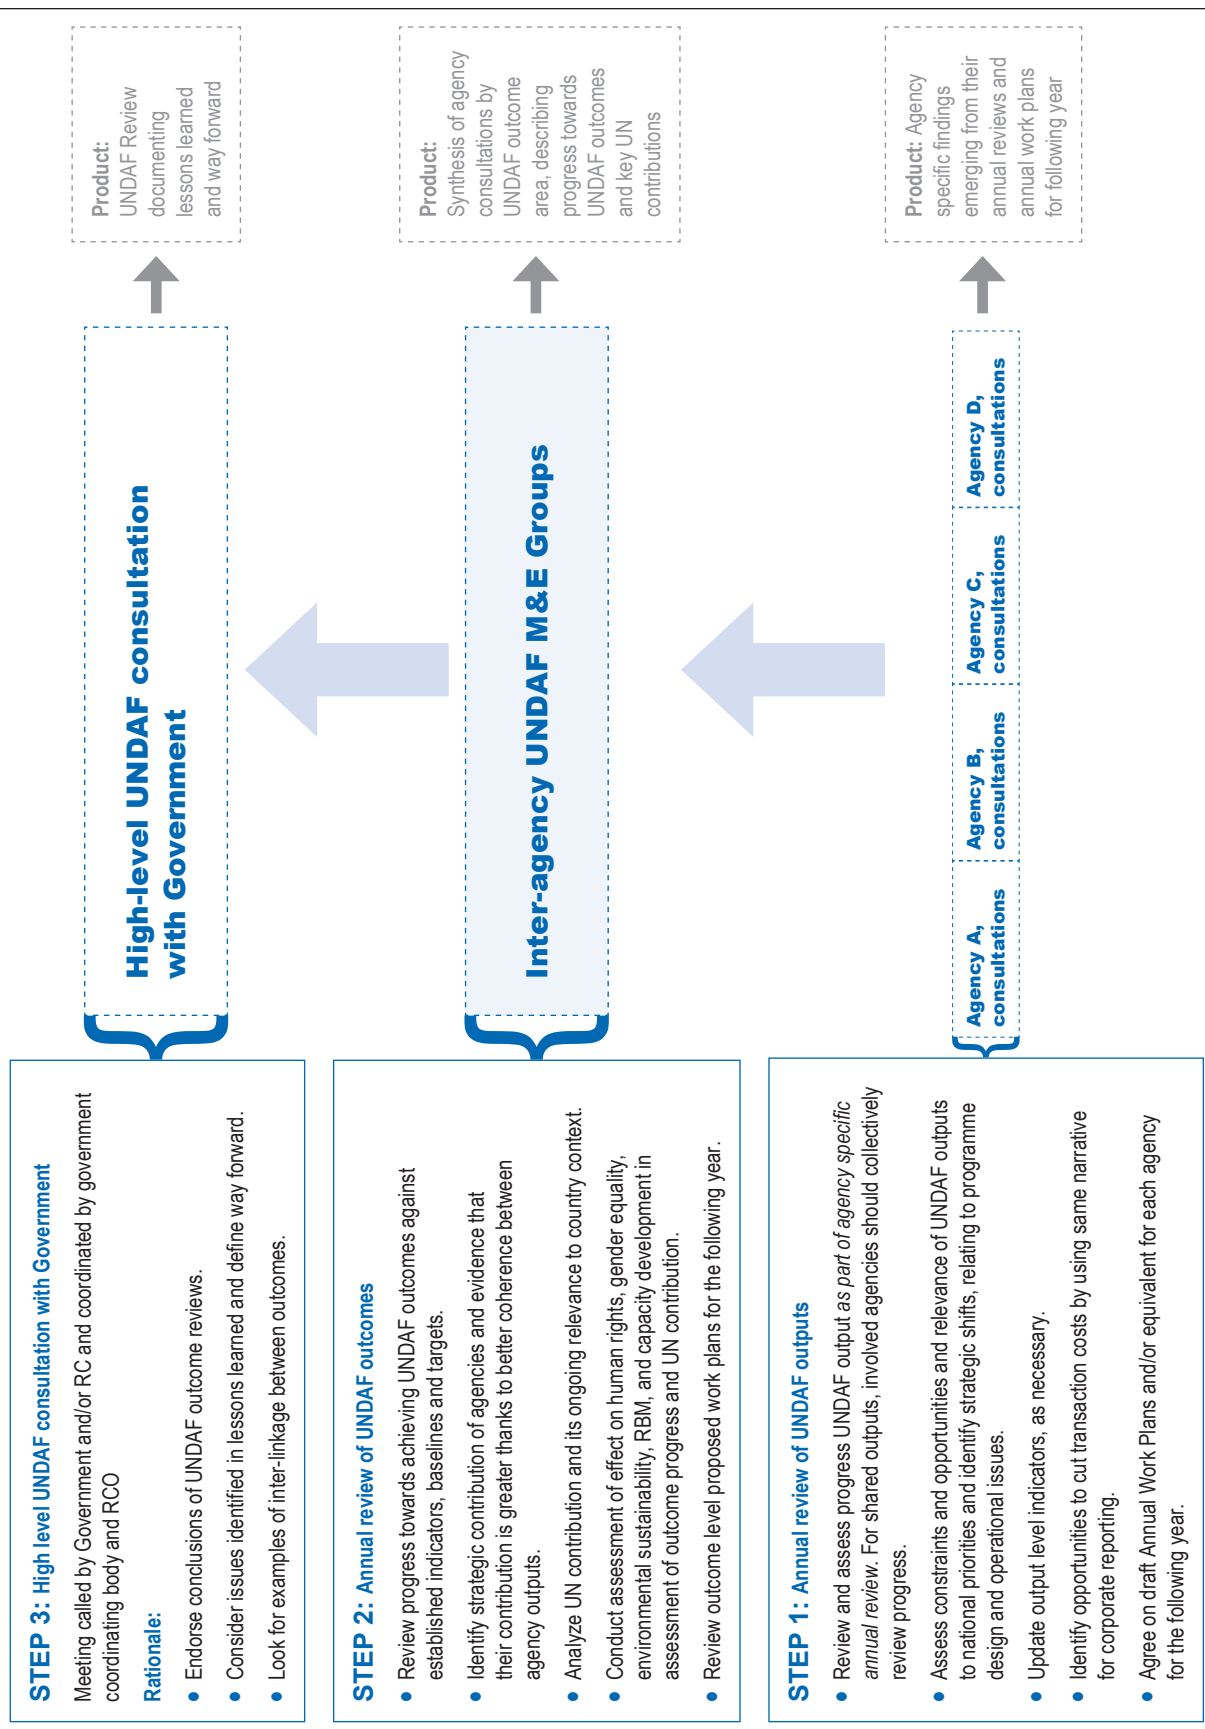 STEP 3: High level UNDAF consultation with Government
Meeting called by Government and/or RC and coordinated by government
coordinating body and RCO
Rationale:
● Endorse conclusions of UNDAF outcome reviews.
● Consider issues identified in lessons learned and define way forward.
● Look for examples of inter-linkage between outcomes.
High-level UNDAF consultation
with Government
Product:
UNDAF Review
documenting
lessons learned
and way forward
STEP 2: Annual review of UNDAF outcomes
● Review progress towards achieving UNDAF outcomes against
established indicators, baselines and targets.
● Identify strategic contribution of agencies and evidence that
their contribution is greater thanks to better coherence between
agency outputs.
● Analyze UN contribution and its ongoing relevance to country context.
● Conduct assessment of effect on human rights, gender equality,
environmental sustainability, RBM, and capacity development in
assessment of outcome progress and UN contribution.
● Review outcome level proposed work plans for the following year.
Inter-agency UNDAF M&E Groups
Product:
Synthesis of agency
consultations by
UNDAF outcome
area, describing
progress towards
UNDAF outcomes
and key UN
contributions
STEP 1: Annual review of UNDAF outputs
● Review and assess progress UNDAF output as part of agency specific
annual review. For shared outputs, involved agencies should collectively
review progress.
● Assess constraints and opportunities and relevance of UNDAF outputs
to national priorities and identify strategic shifts, relating to programme
design and operational issues.
● Update output level indicators, as necessary.
● Identify opportunities to cut transaction costs by using same narrative
for corporate reporting.
● Agree on draft Annual Work Plans and/or equivalent for each agency
for the following year.
Agency A,
consultations
Agency B,
consultations
Agency C,
consultations
Agency D,
consultations
Product: Agency
specific findings
emerging from their
annual reviews and
annual work plans
for following year